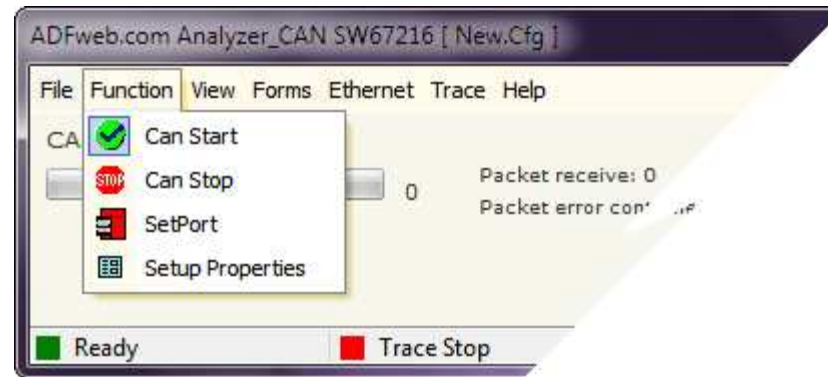 ADFweb.com Analyzer_CAN SW67216 [ New.Cfg ]
File Function View Forms Ethernet Trace Help
CA
Can Start
STOP Can Stop
SetPort
Setup Properties
0
Packet receive: 0
Packet error
Ready
Trace Stop